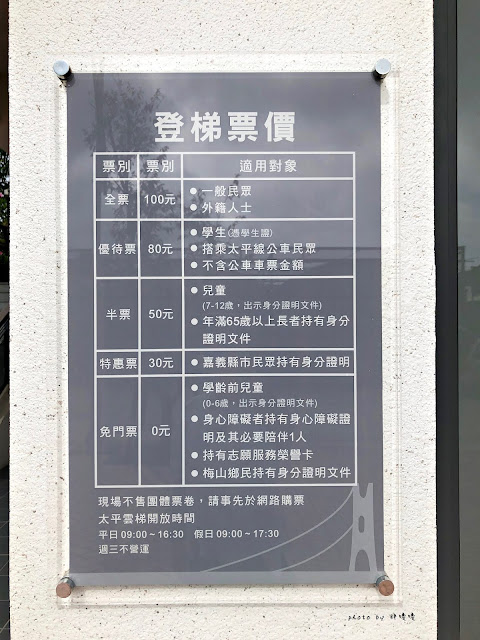 登梯票價
票別 票別 適用對象
全票 100元 ●一般民眾
●外籍人士
優待票 80元 ●學生(憑學生證)
●搭乘太平線公車民眾
●不含公車車票金額
半票 50元 ●兒童
(7-12歲，出示身分證明文件)
●年滿65歲以上長者持有身分
證明文件
特惠票 30元 ●嘉義縣市民眾持有身分證明
免門票 0元 ●學齡前兒童
(0-6歲，出示身分證明文件)
●身心障礙者持有身心障礙證
明及其必要陪伴1人
●持有志願服務榮譽卡
●梅山鄉民持有身分證明文件
現場不售團體票卷，請事先於網路購票
太平雲梯開放時間
平日09:00~16:30 假日09:00~17:30
週三不營運
photo by